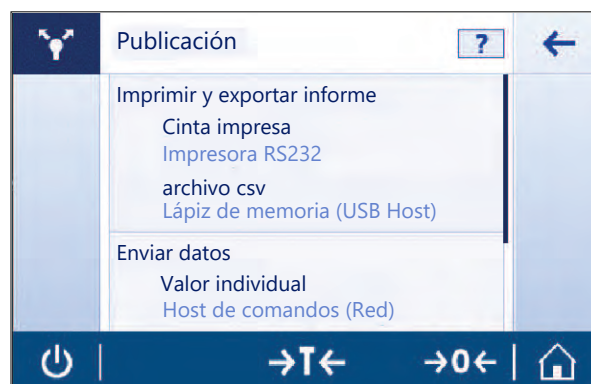 Publicación ?
Imprimir y exportar informe
Cinta impresa
Impresora RS232
archivo csv
Lápiz de memoria (USB Host)
Enviar datos
Valor individual
Host de comandos (Red)
→T← →0←